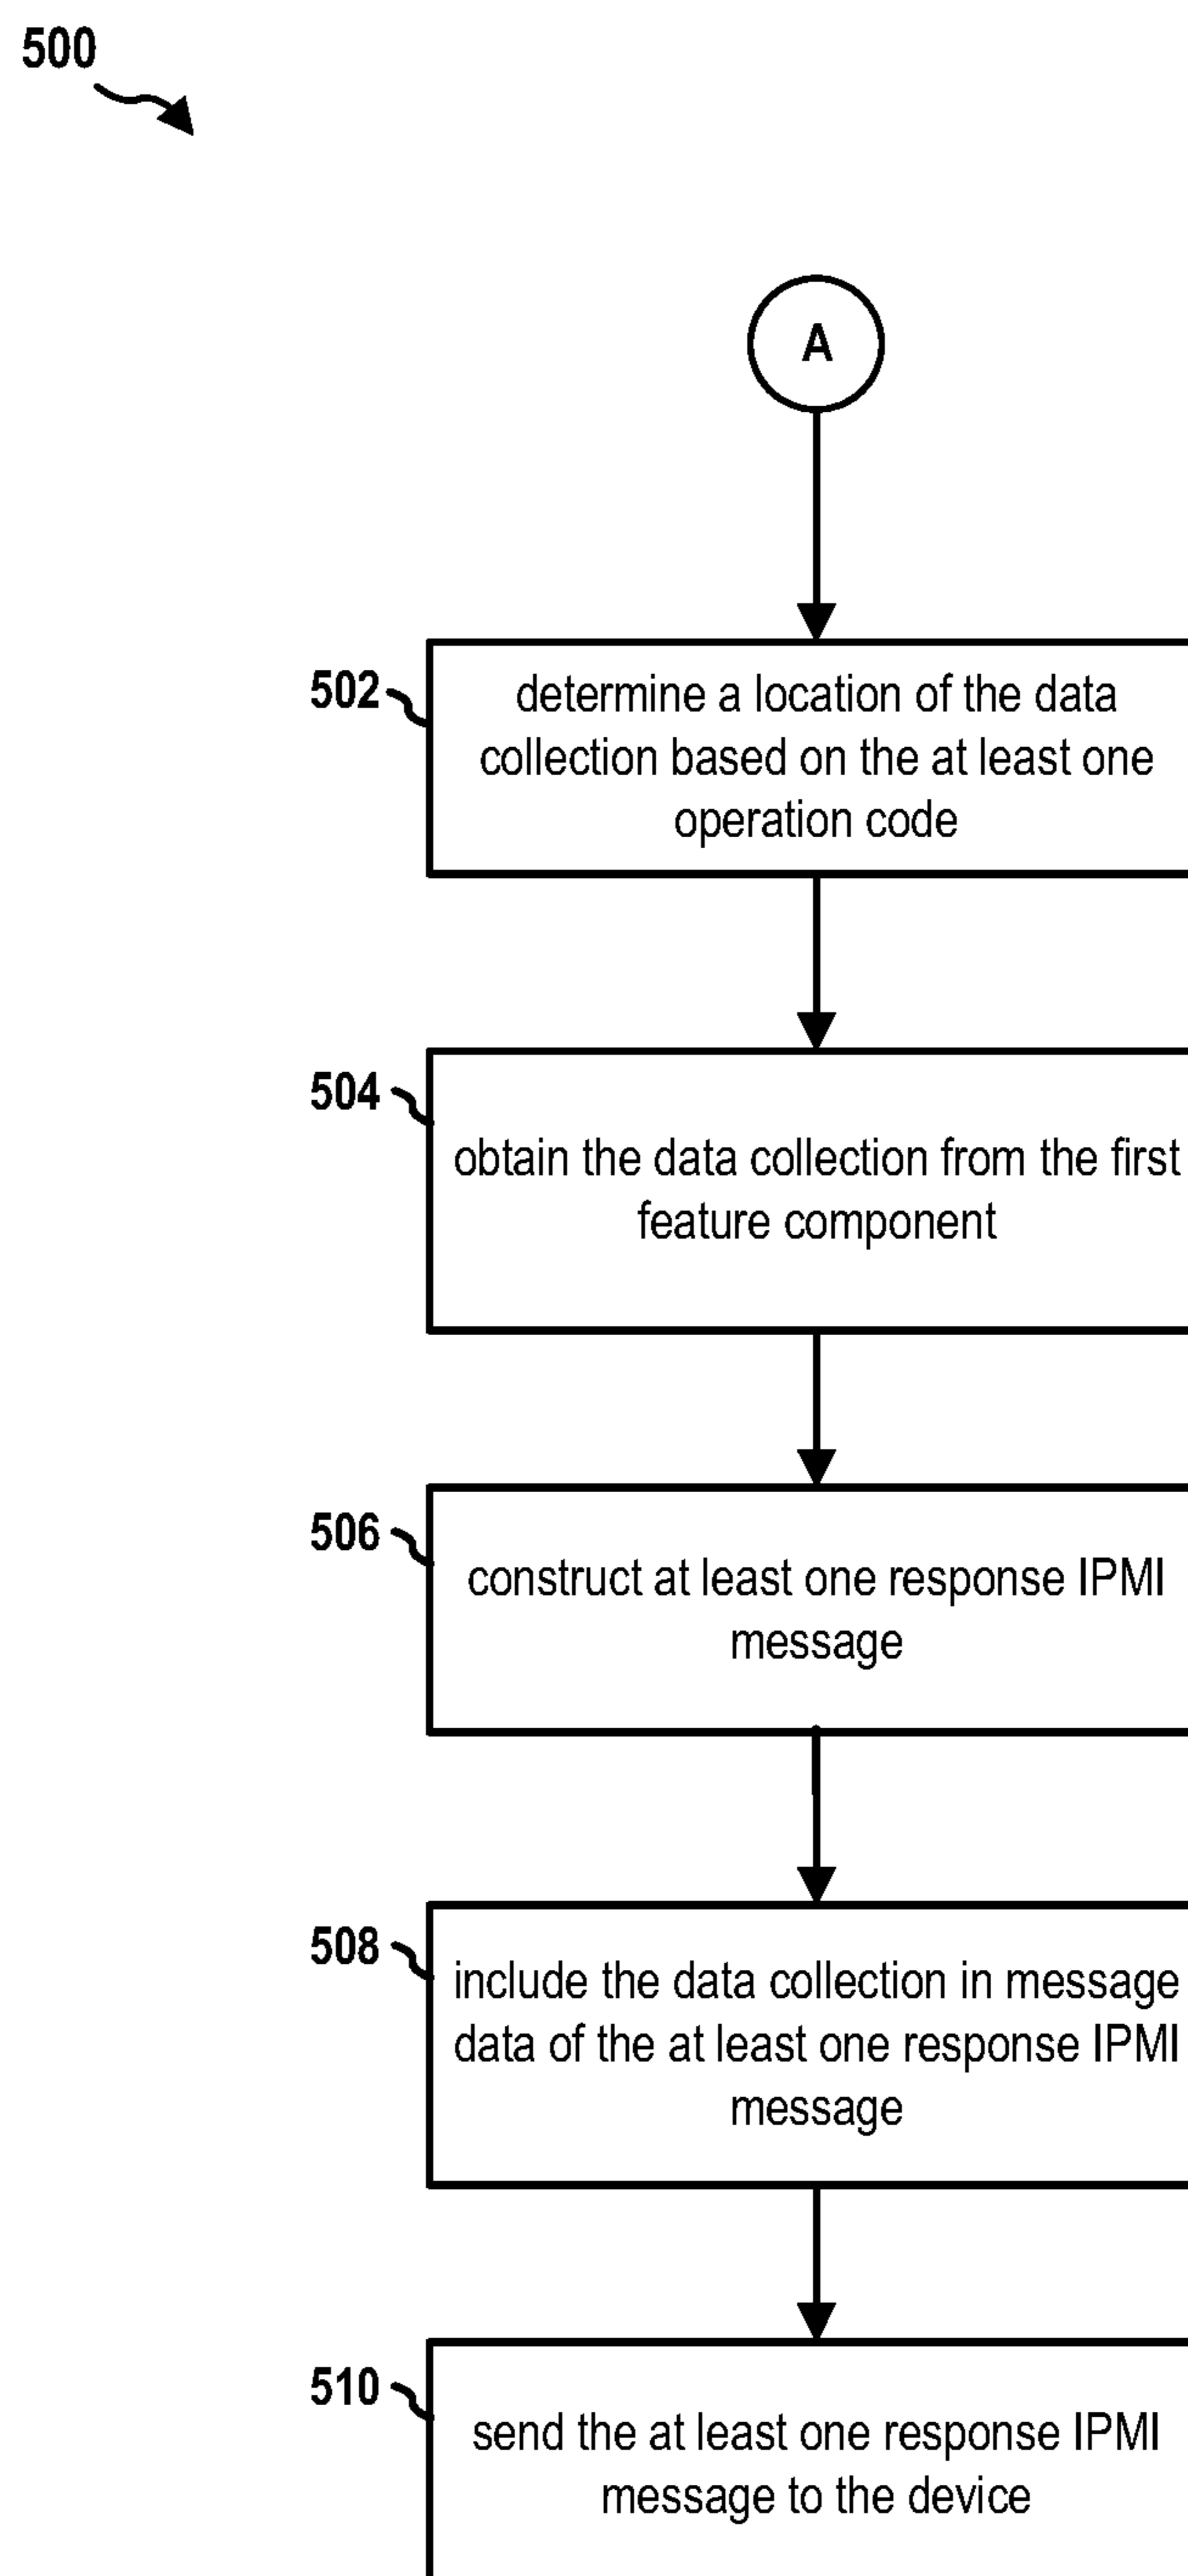 500
A
502
determine a location of the data
collection based on the at least one
operation code
504
obtain the data collection from the first
feature component
506
construct at least one response IPMI
message
508
include the data collection in message
data of the at least one response IPMI
message
510
send the at least one response IPMI
message to the device